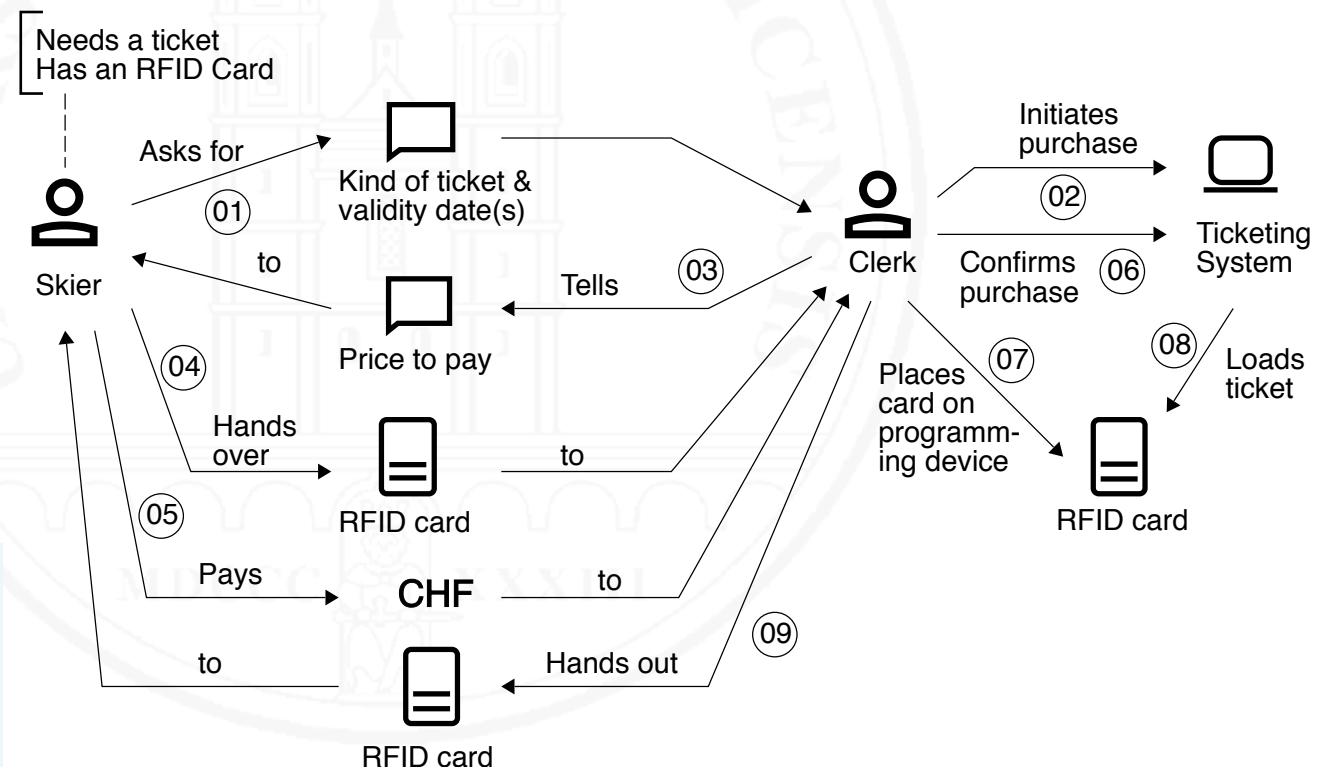 Needs a ticket
Has an RFID Card
Asks for
01
Kind of ticket &
validity date(s)
Skier
to
Price to pay
Tells
03
Clerk
Initiates
purchase
02
Confirms
purchase
06
Ticketing
System
04
Hands
over
RFID card
to
05
Pays
CHF
to
07
Places
card on
programm-
ing device
08
Loads
ticket
RFID card
09
Hands out
RFID card
to